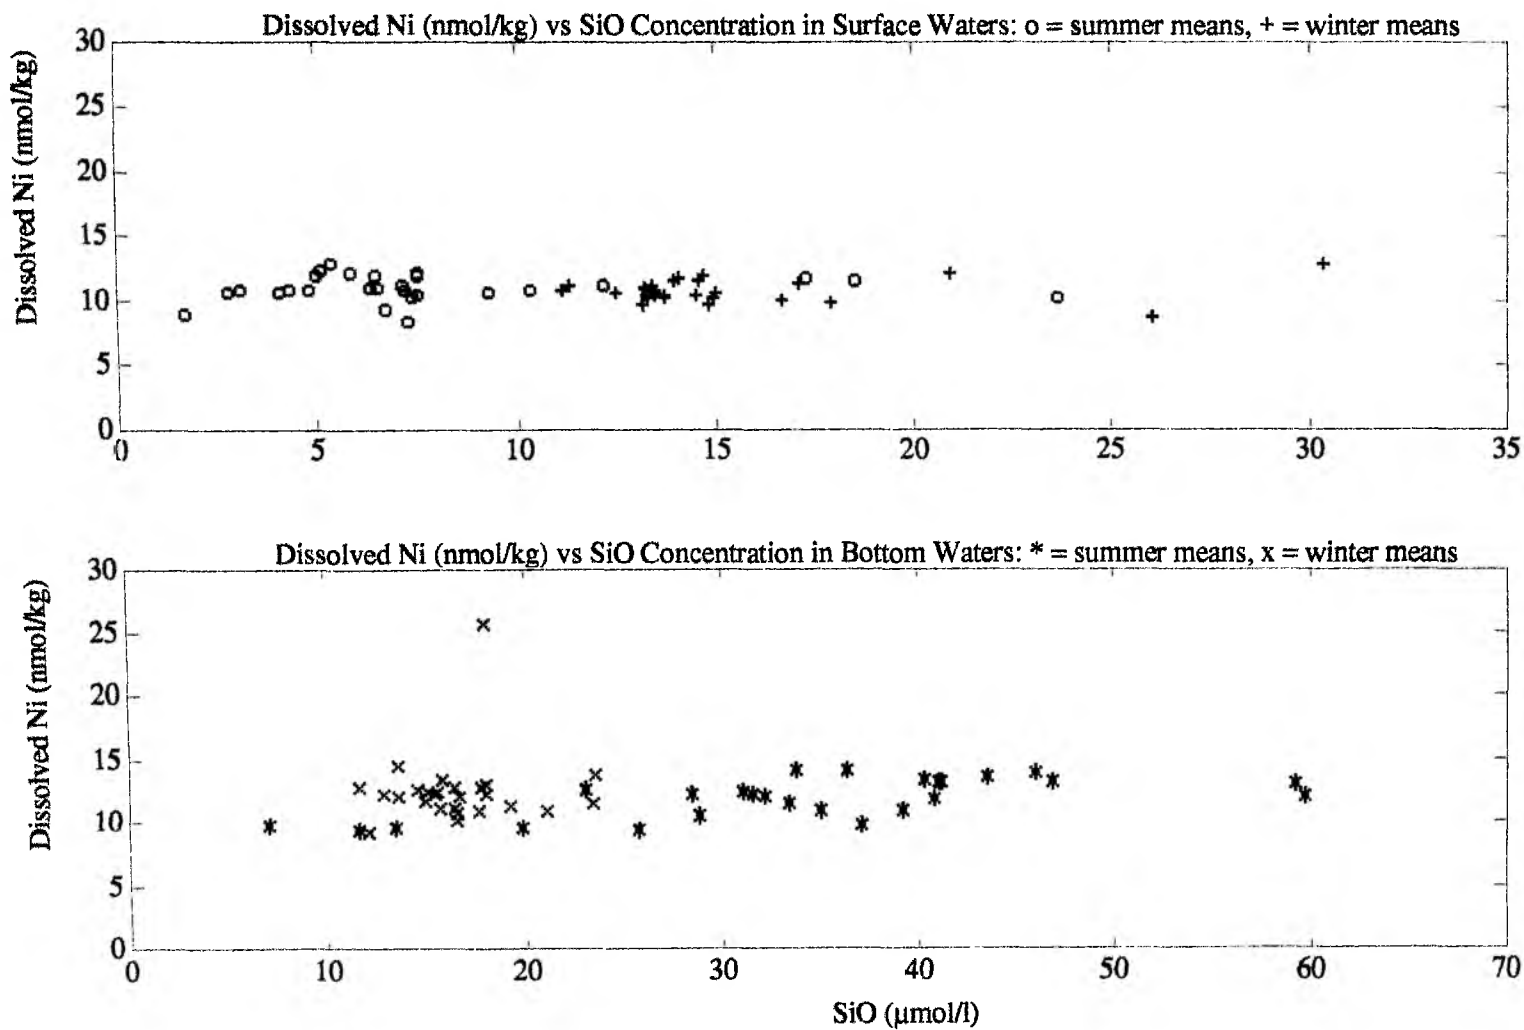 Dissolved Ni (nmol/kg) vs SiO Concentration in Surface Waters: o = summer means, + = winter means
Dissolved Ni (nmol/kg)
30
25
20
15
10
5
0
0 5 10 15 20 25 30 35
Dissolved Ni (nmol/kg) vs SiO Concentration in Bottom Waters: * = summer means, x = winter means
Dissolved Ni (nmol/kg)
30
25
20
15
10
5
0
0 10 20 30 40 50 60 70
SiO (μmol/l)